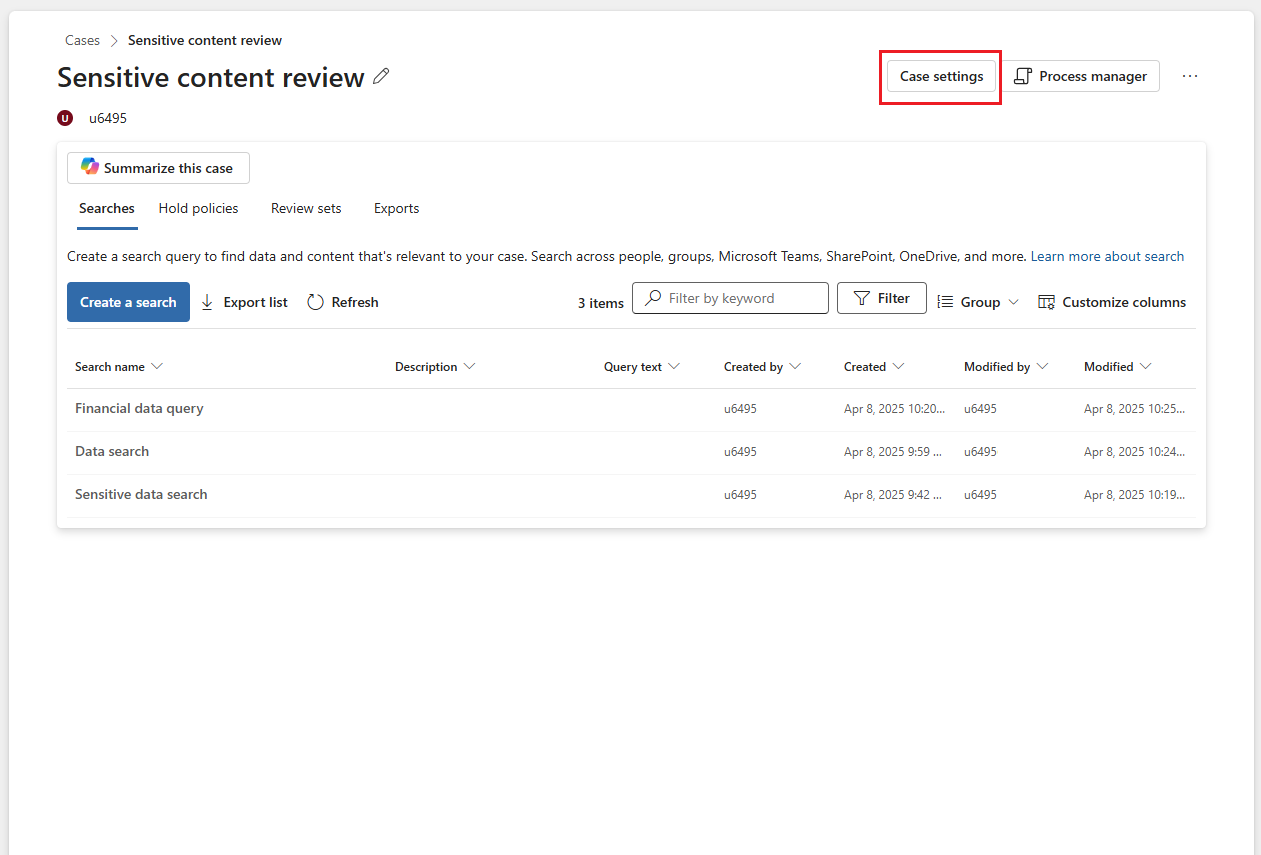 Cases Sensitive content review
Sensitive content review
Case settings Process manager
U u6495
Summarize this case
Searches Hold policies Review sets Exports
Create a search query to find data and content that's relevant to your case. Search across people, groups, Microsoft Teams, SharePoint, OneDrive, and more. Learn more about search
Create a search Export list Refresh 3 items Filter by keyword Filter Group Customize columns
Search name Description Query text Created by Created Modified by Modified
Financial data query u6495 Apr 8, 2025 10:20... u6495 Apr 8, 2025 10:25...
Data search u6495 Apr 8, 2025 9:59 ... u6495 Apr 8, 2025 10:24...
Sensitive data search u6495 Apr 8, 2025 9:42 ... u6495 Apr 8, 2025 10:19...